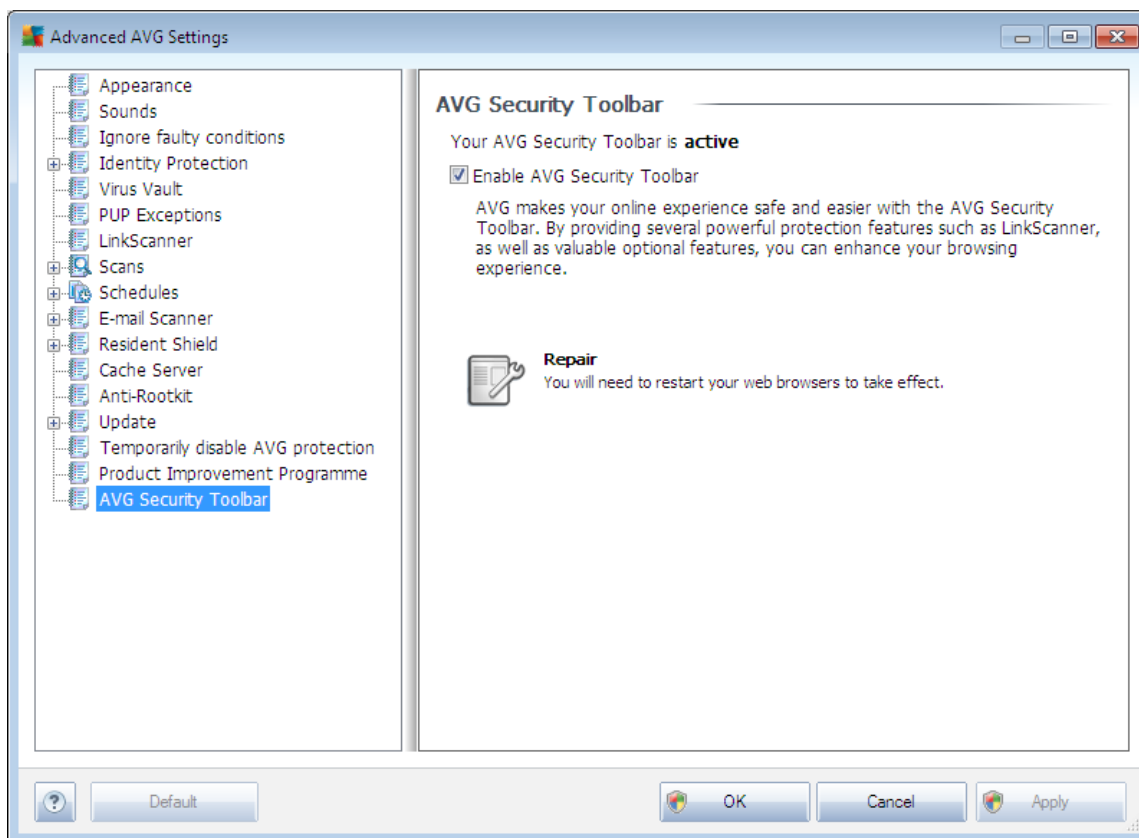 Advanced AVG Settings
Appearance
Sounds
Ignore faulty conditions
Identity Protection
Virus Vault
PUP Exceptions
LinkScanner
Scans
Schedules
E-mail Scanner
Resident Shield
Cache Server
Anti-Rootkit
Update
Temporarily disable AVG protection
Product Improvement Programme
AVG Security Toolbar
AVG Security Toolbar
Your AVG Security Toolbar is active
Enable AVG Security Toolbar
AVG makes your online experience safe and easier with the AVG Security
Toolbar. By providing several powerful protection features such as LinkScanner,
as well as valuable optional features, you can enhance your browsing
experience.
Repair
You will need to restart your web browsers to take effect.
?
Default
OK
Cancel
Apply